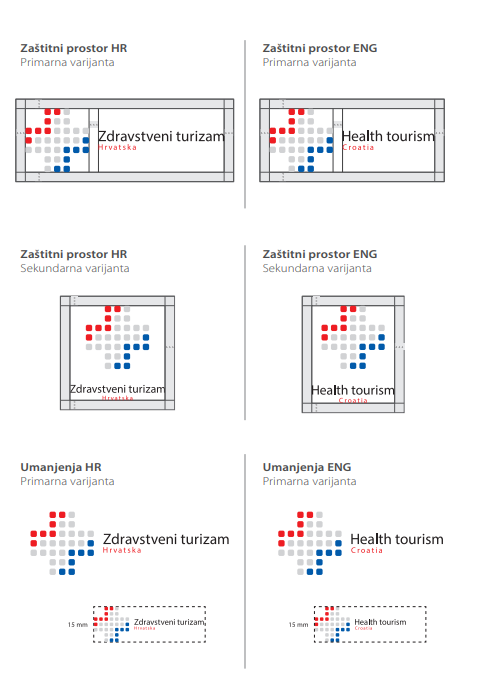 Zaštitni prostor HR
Primarna varijanta
Zdravstveni turizam
Hrvatska
Zaštitni prostor ENG
Primarna varijanta
Health tourism
Croatia
Zaštitni prostor HR
Sekundarna varijanta
Zdravstveni turizam
Hrvatska
Zaštitni prostor ENG
Sekundarna varijanta
Health tourism
Croatia
Umanjenja HR
Primarna varijanta
Zdravstveni turizam
Hrvatska
15 mm
Zdravstveni turizam
Hrvatska
Umanjenja ENG
Primarna varijanta
Health tourism
Croatia
15 mm
Health tourism
Croatia